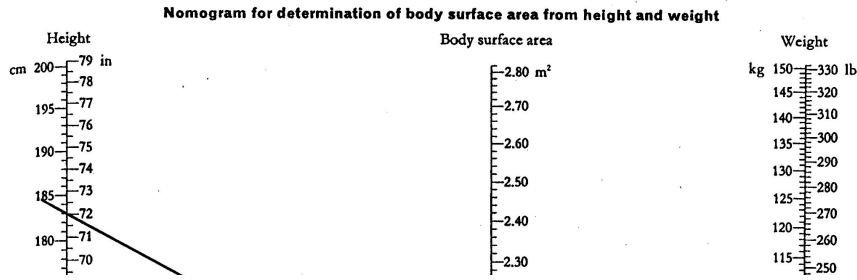 Nomogram for determination of body surface area from height and weight
Height Body surface area Weight
cm 200 79 in 2.80 m² kg 150 330 lb
78
145 320
195 77 2.70
140 310
76
2.60 135 300
190 75
290
74 130
185 73 2.50 280
125
72 2.40 270
120
180 71 260
70 2.30 115
250